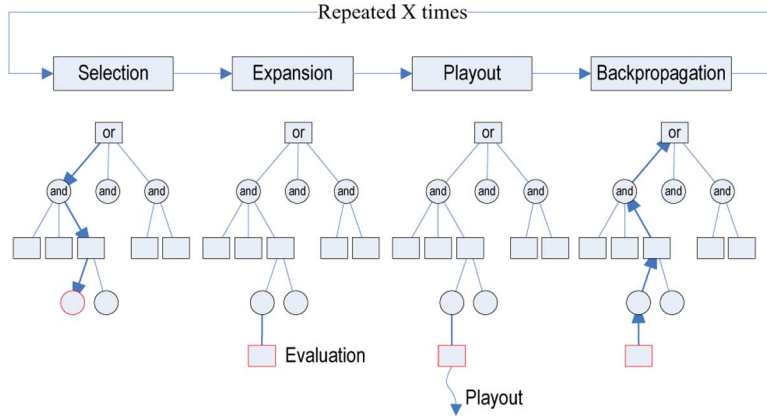 Repeated X times
Selection
Expansion
Playout
Backpropagation
or
or
or
or
and
and
and
and
and
and
and
and
and
and
and
and
Evaluation
Playout